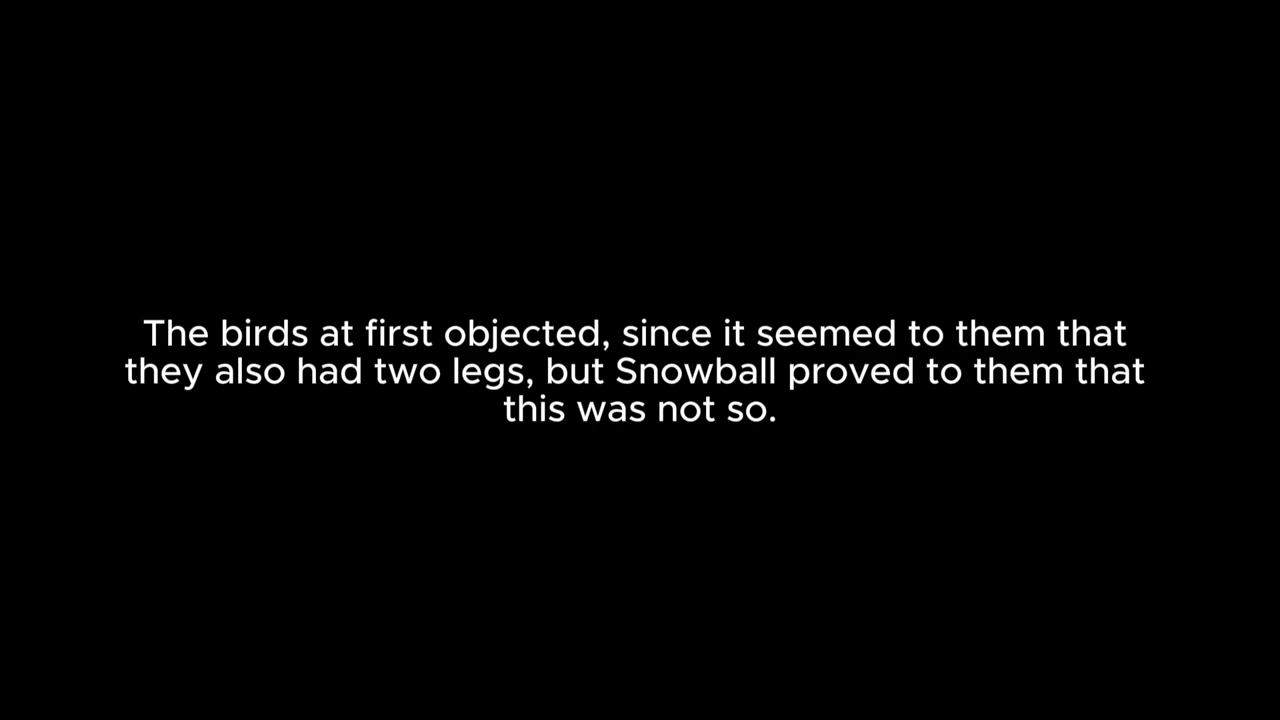 The birds at first objected, since it seemed to them that
they also had two legs, but Snowball proved to them that
this was not so.